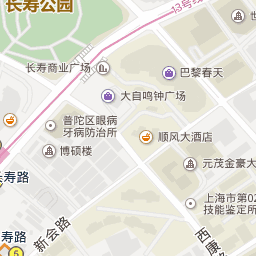 长寿公园
13号线
长寿商业广场
巴黎春天
大自鸣钟广场
普陀区眼病
牙病防治所
顺风大酒店
博硕楼
元茂金豪大
长寿路
上海市第02
技能鉴定所
寿路
新会路
西康
5